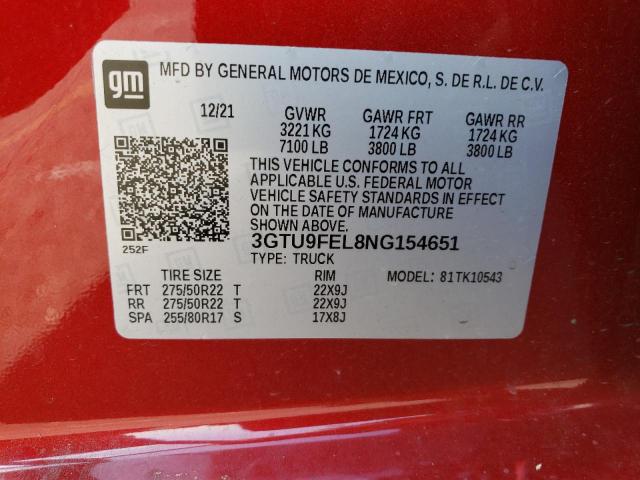 gm
MFD BY GENERAL MOTORS DE MEXICO, S. DE R.L. DE C.V.
12/21 GVWR GAWR FRT GAWR RR
3221 KG 1724 KG 1724 KG
7100 LB 3800 LB 3800 LB
THIS VEHICLE CONFORMS TO ALL
APPLICABLE U.S. FEDERAL MOTOR
VEHICLE SAFETY STANDARDS IN EFFECT
ON THE DATE OF MANUFACTURE SHOWN ABOVE.
252F 3GTU9FEL8NG154651
TYPE: TRUCK
TIRE SIZE RIM MODEL: 81TK10543
FRT 275/50R22 T 22X9J
RR 275/50R22 T 22X9J
SPA 255/80R17 S 17X8J